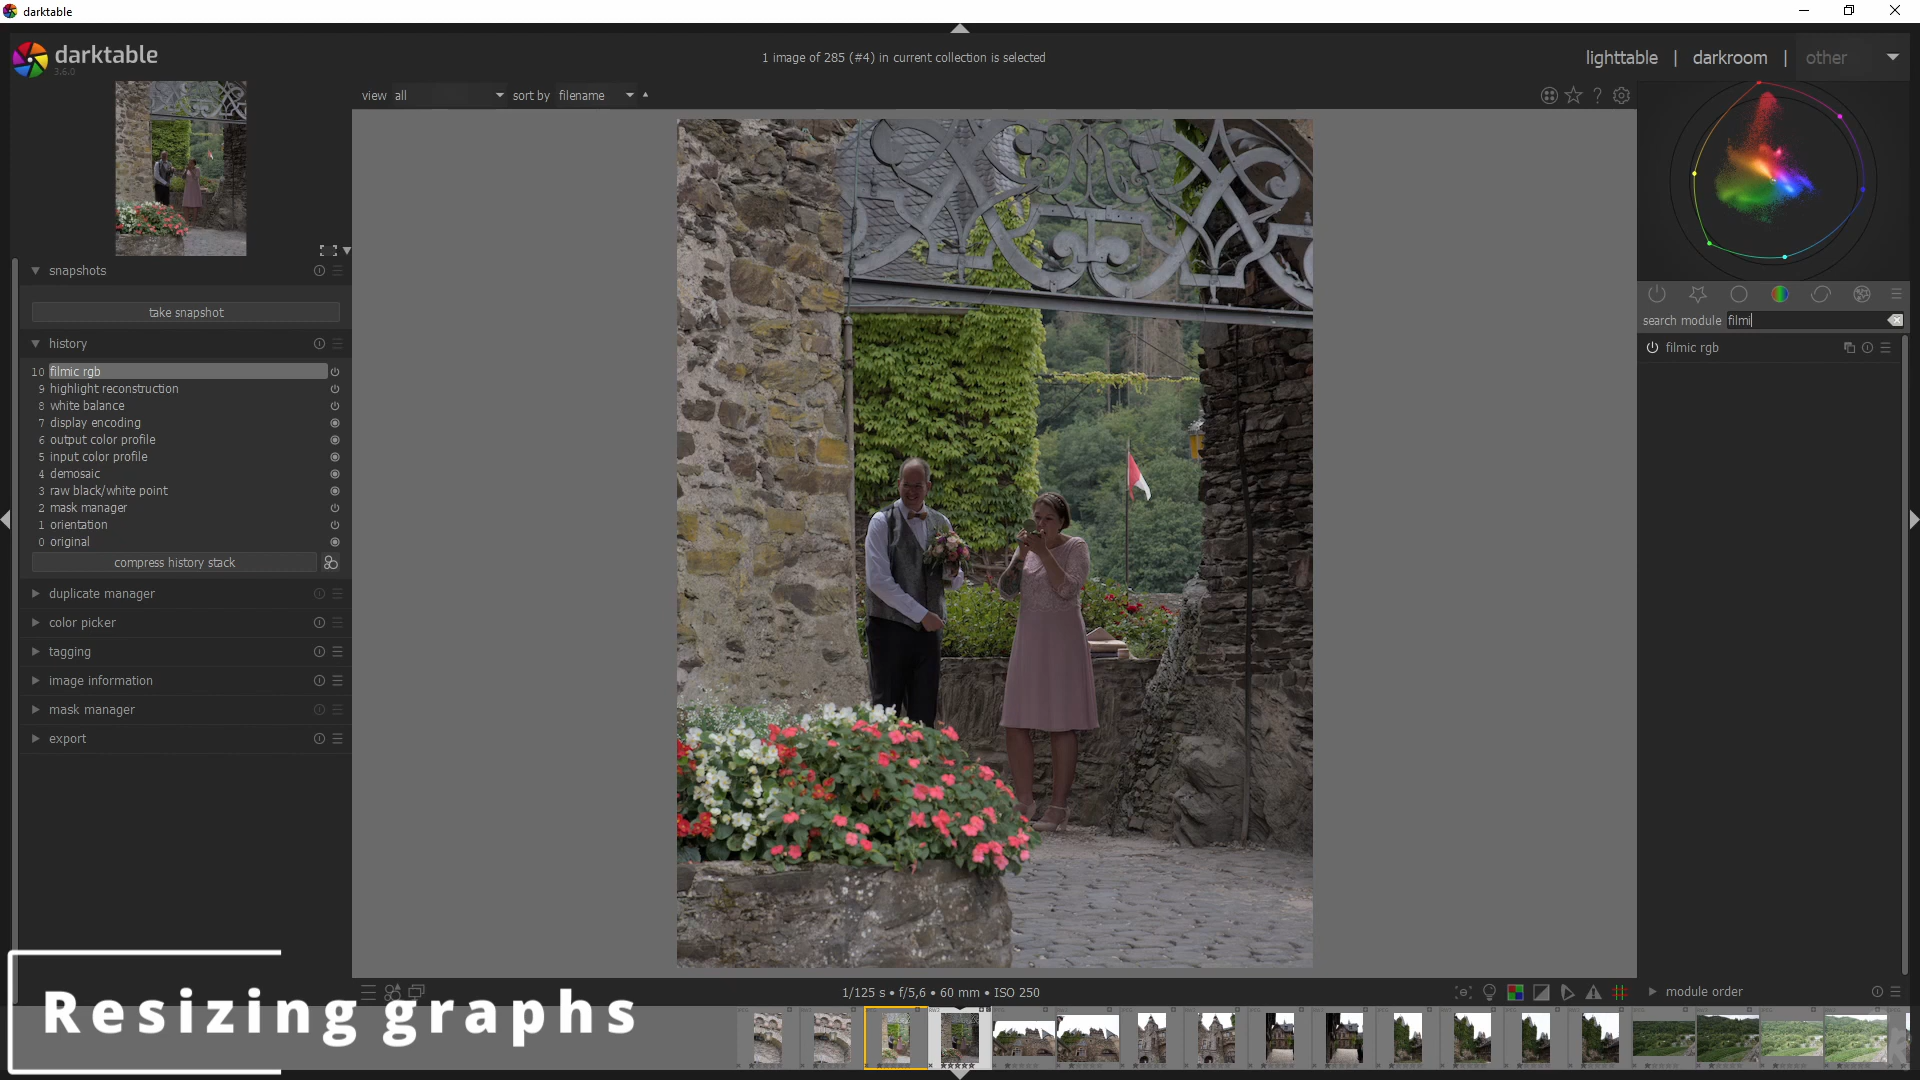 darktable
darktable
3.6.0
1 image of 285 (#4) in current collection is selected
lighttable | darkroom | other
view all sort by filename
snapshots
take snapshot
history
10 filmic rgb
9 highlight reconstruction
8 white balance
7 display encoding
6 output color profile
5 input color profile
4 demosaic
3 raw black/white point
2 mask manager
1 orientation
0 original
compress history stack
duplicate manager
color picker
tagging
image information
mask manager
export
search module filmi
filmic rgb
1/125 s • f/5,6 • 60 mm • ISO 250
module order
Resizing graphs